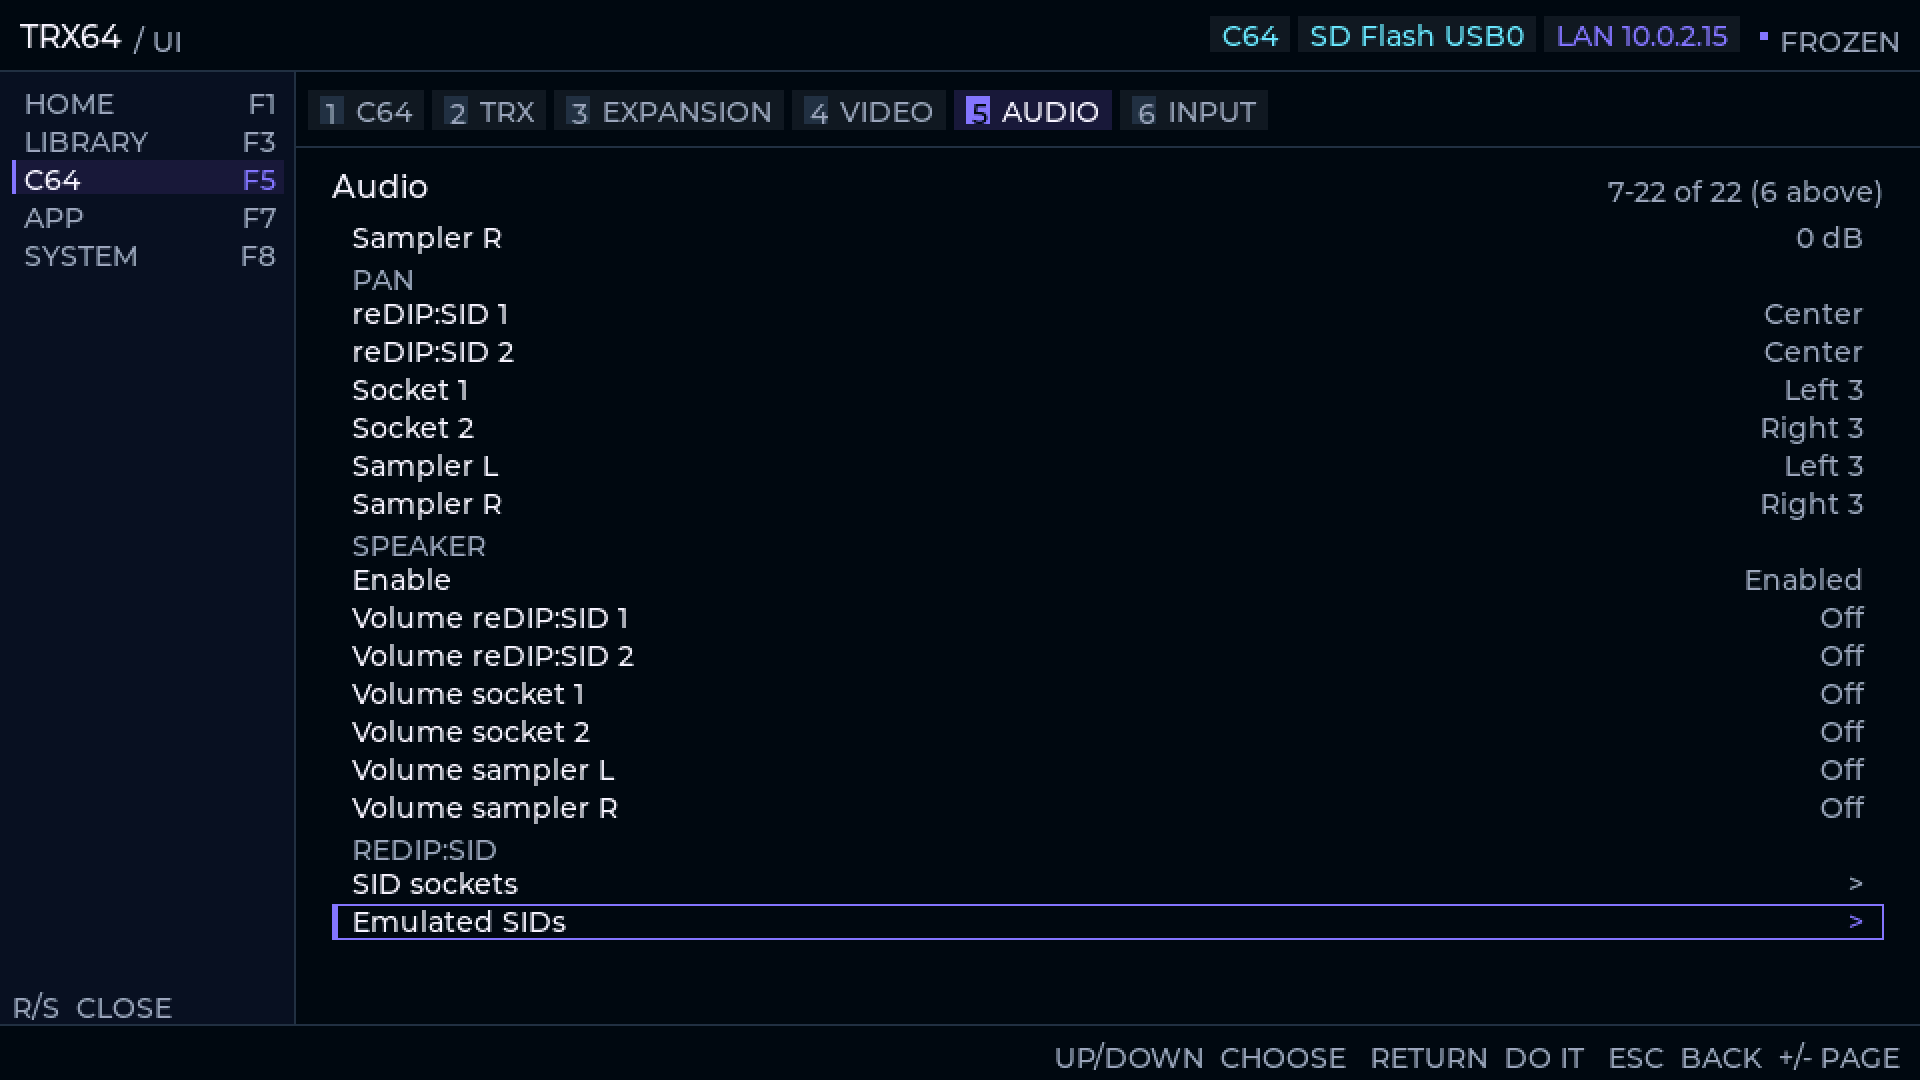 TRX64 / UI
C64 SD Flash USB0 LAN 10.0.2.15 FROZEN
HOME F1
LIBRARY F3
C64 F5
APP F7
SYSTEM F8
1 C64 2 TRX 3 EXPANSION 4 VIDEO 5 AUDIO 6 INPUT
Audio 7-22 of 22 (6 above)
Sampler R 0 dB
PAN
reDIP:SID 1 Center
reDIP:SID 2 Center
Socket 1 Left 3
Socket 2 Right 3
Sampler L Left 3
Sampler R Right 3
SPEAKER
Enable Enabled
Volume reDIP:SID 1 Off
Volume reDIP:SID 2 Off
Volume socket 1 Off
Volume socket 2 Off
Volume sampler L Off
Volume sampler R Off
REDIP:SID
SID sockets >
Emulated SIDs >
R/S CLOSE
UP/DOWN CHOOSE RETURN DO IT ESC BACK +/- PAGE